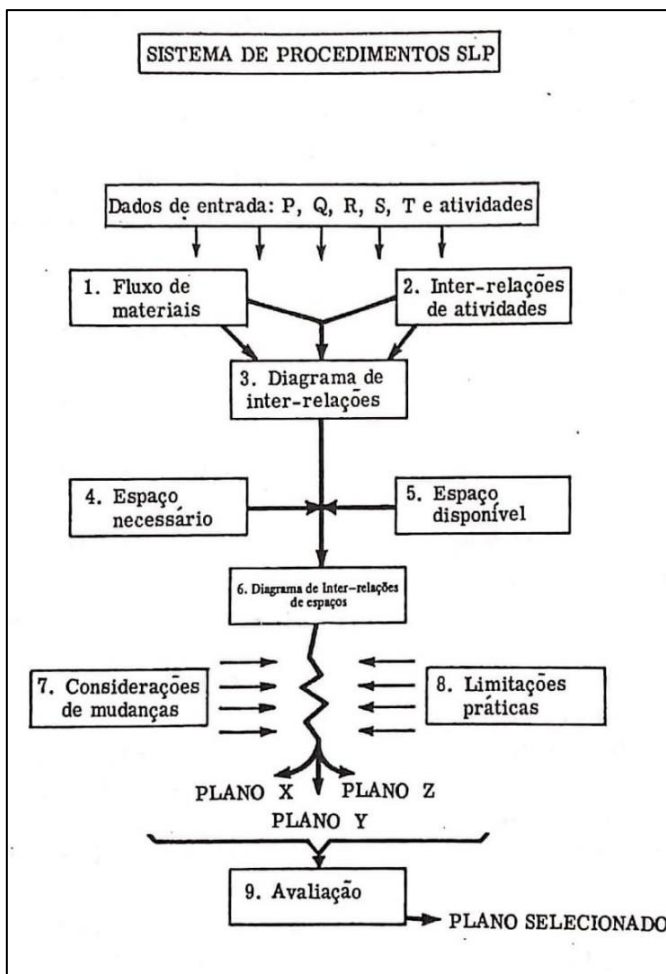 SISTEMA DE PROCEDIMENTOS SLP
Dados de entrada: P, Q, R, S, T e atividades
1. Fluxo de
materiais
2. Inter-relações
de atividades
3. Diagrama de
inter-relações
4. Espaço
necessário
5. Espaço
disponível
6. Diagrama de Inter-relações
de espaços
7. Considerações
de mudanças
8. Limitações
práticas
PLANO X
PLANO Z
PLANO Y
9. Avaliação
PLANO SELECIONADO